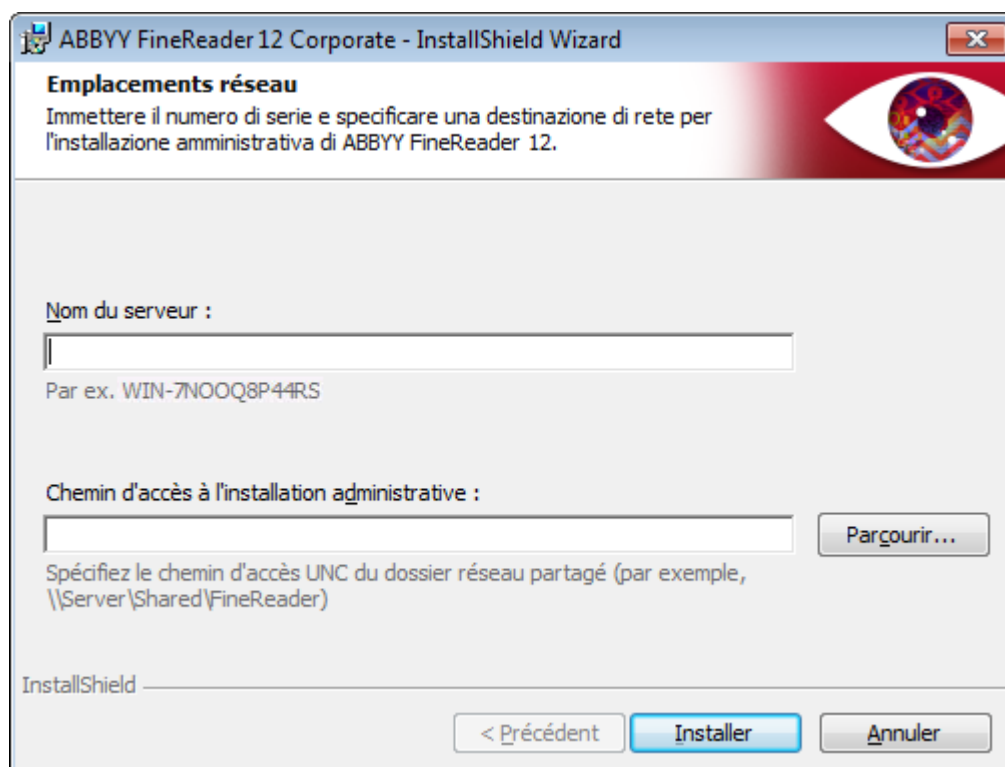 ABBYY FineReader 12 Corporate - InstallShield Wizard
Emplacements réseau
Immettere il numero di serie e specificare una destinazione di rete per
l'installazione amministrativa di ABBYY FineReader 12.
Nom du serveur :
Par ex. WIN-7NOOQ8P44RS
Chemin d'accès à l'installation administrative :
Parcourir...
Spécifiez le chemin d'accès UNC du dossier réseau partagé (par exemple,
\\Server\Shared\FineReader)
InstallShield
< Précédent
Installer
Annuler